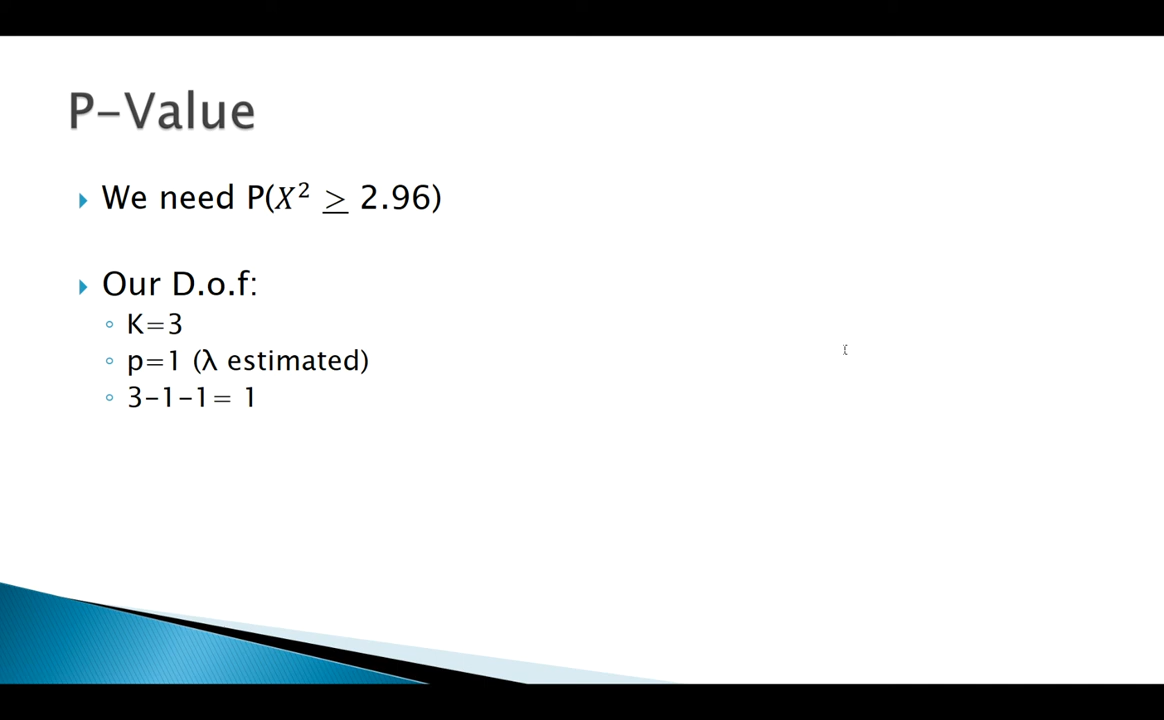 P-Value
We need P(X² ≥ 2.96)
Our D.o.f:
K=3
p=1 (λ estimated)
3-1-1= 1